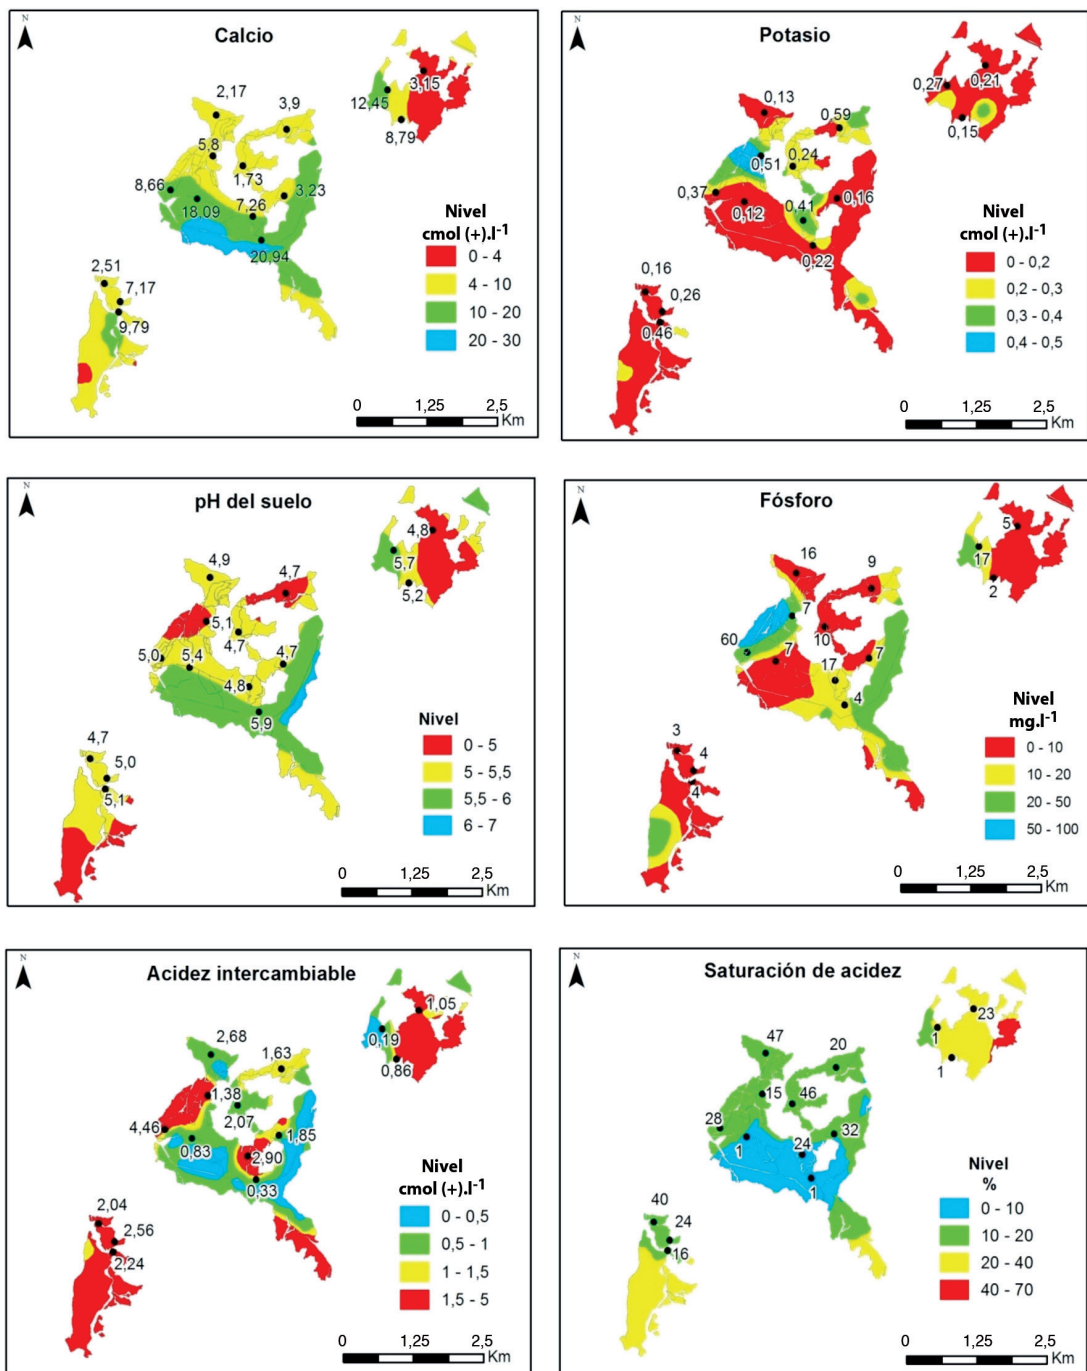 N
Calcio
2,17
3,9
5,8
1,73
8,66
18,09
7,26
3,23
20,94
12,45
3,15
8,79
2,51
7,17
9,79
Nivel
cmol (+).l-1
0 - 4
4 - 10
10 - 20
20 - 30
0 1,25 2,5
Km
N
Potasio
0,13
0,59
0,51
0,24
0,37
0,12
0,41
0,16
0,22
0,27
0,21
0,15
0,16
0,26
0,46
Nivel
cmol (+).l-1
0 - 0,2
0,2 - 0,3
0,3 - 0,4
0,4 - 0,5
0 1,25 2,5
Km
N
pH del suelo
4,9
4,7
5,1
4,7
5,0
5,4
4,8
4,7
5,9
4,8
5,7
5,2
4,7
5,0
5,1
Nivel
0 - 5
5 - 5,5
5,5 - 6
6 - 7
0 1,25 2,5
Km
N
Fósforo
16
9
7
10
60
7
17
7
4
5
17
2
3
4
4
Nivel
mg.l-1
0 - 10
10 - 20
20 - 50
50 - 100
0 1,25 2,5
Km
N
Acidez intercambiable
2,68
1,63
1,38
2,07
4,46
0,83
2,90
1,85
0,33
1,05
0,19
0,86
2,04
2,56
2,24
Nivel
cmol (+).l-1
0 - 0,5
0,5 - 1
1 - 1,5
1,5 - 5
0 1,25 2,5
Km
N
Saturación de acidez
47
20
15
46
28
1
24
32
1
23
1
1
40
24
16
Nivel
%
0 - 10
10 - 20
20 - 40
40 - 70
0 1,25 2,5
Km